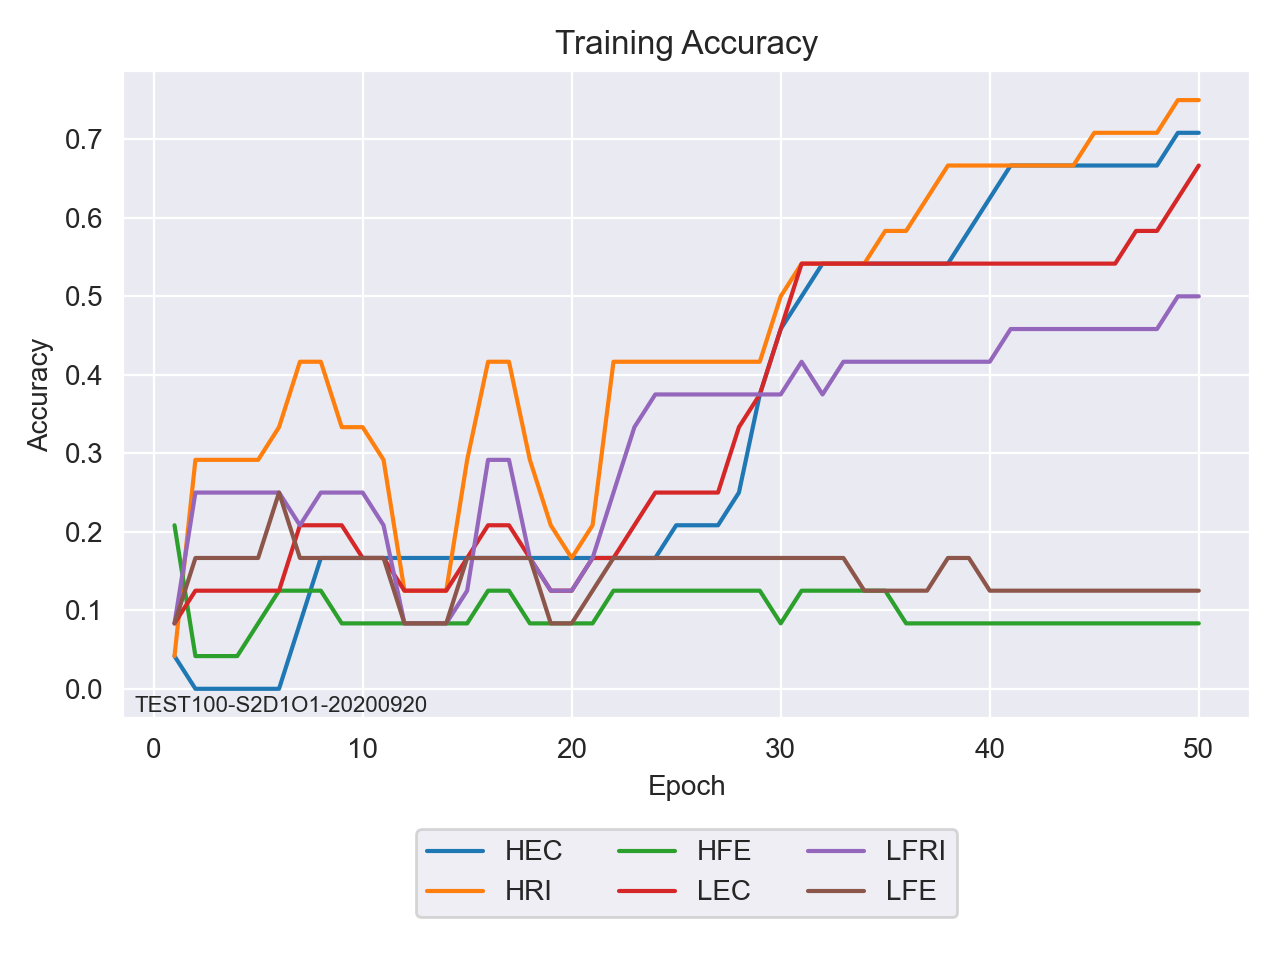 Training Accuracy
Accuracy
0.7
0.6
0.5
0.4
0.3
0.2
0.1
0.0
TEST100-S2D1O1-20200920
0 10 20 30 40 50
Epoch
HEC HFE LFRI
HRI LEC LFE